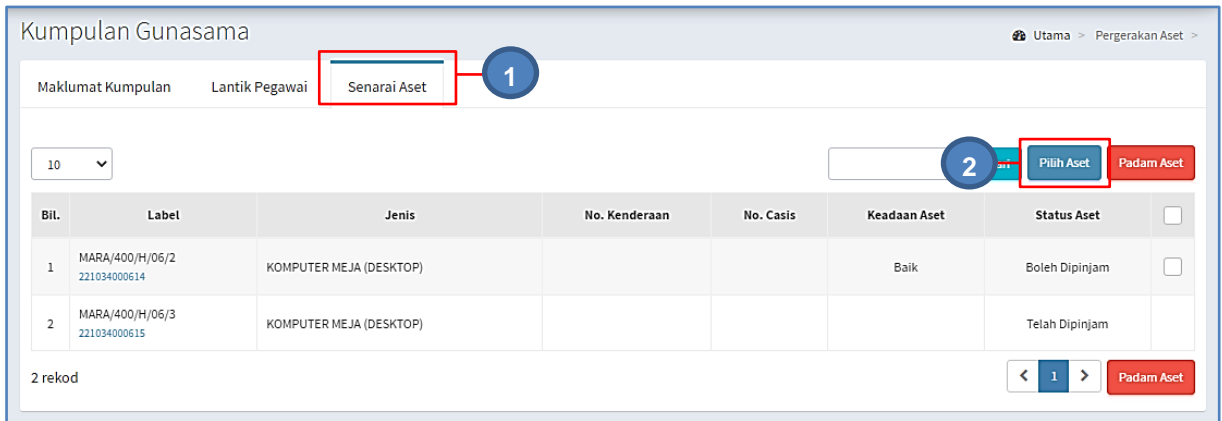 Kumpulan Gunasama
Utama > Pergerakan Aset >
Maklumat Kumpulan Lantik Pegawai Senarai Aset
1
10
2
Pilih Aset Padam Aset
Bil. Label Jenis No. Kenderaan No. Casis Keadaan Aset Status Aset
1 MARA/400/H/06/2 KOMPUTER MEJA (DESKTOP) Baik Boleh Dipinjam
221034000614
2 MARA/400/H/06/3 KOMPUTER MEJA (DESKTOP) Telah Dipinjam
221034000615
2 rekod < 1 > Padam Aset